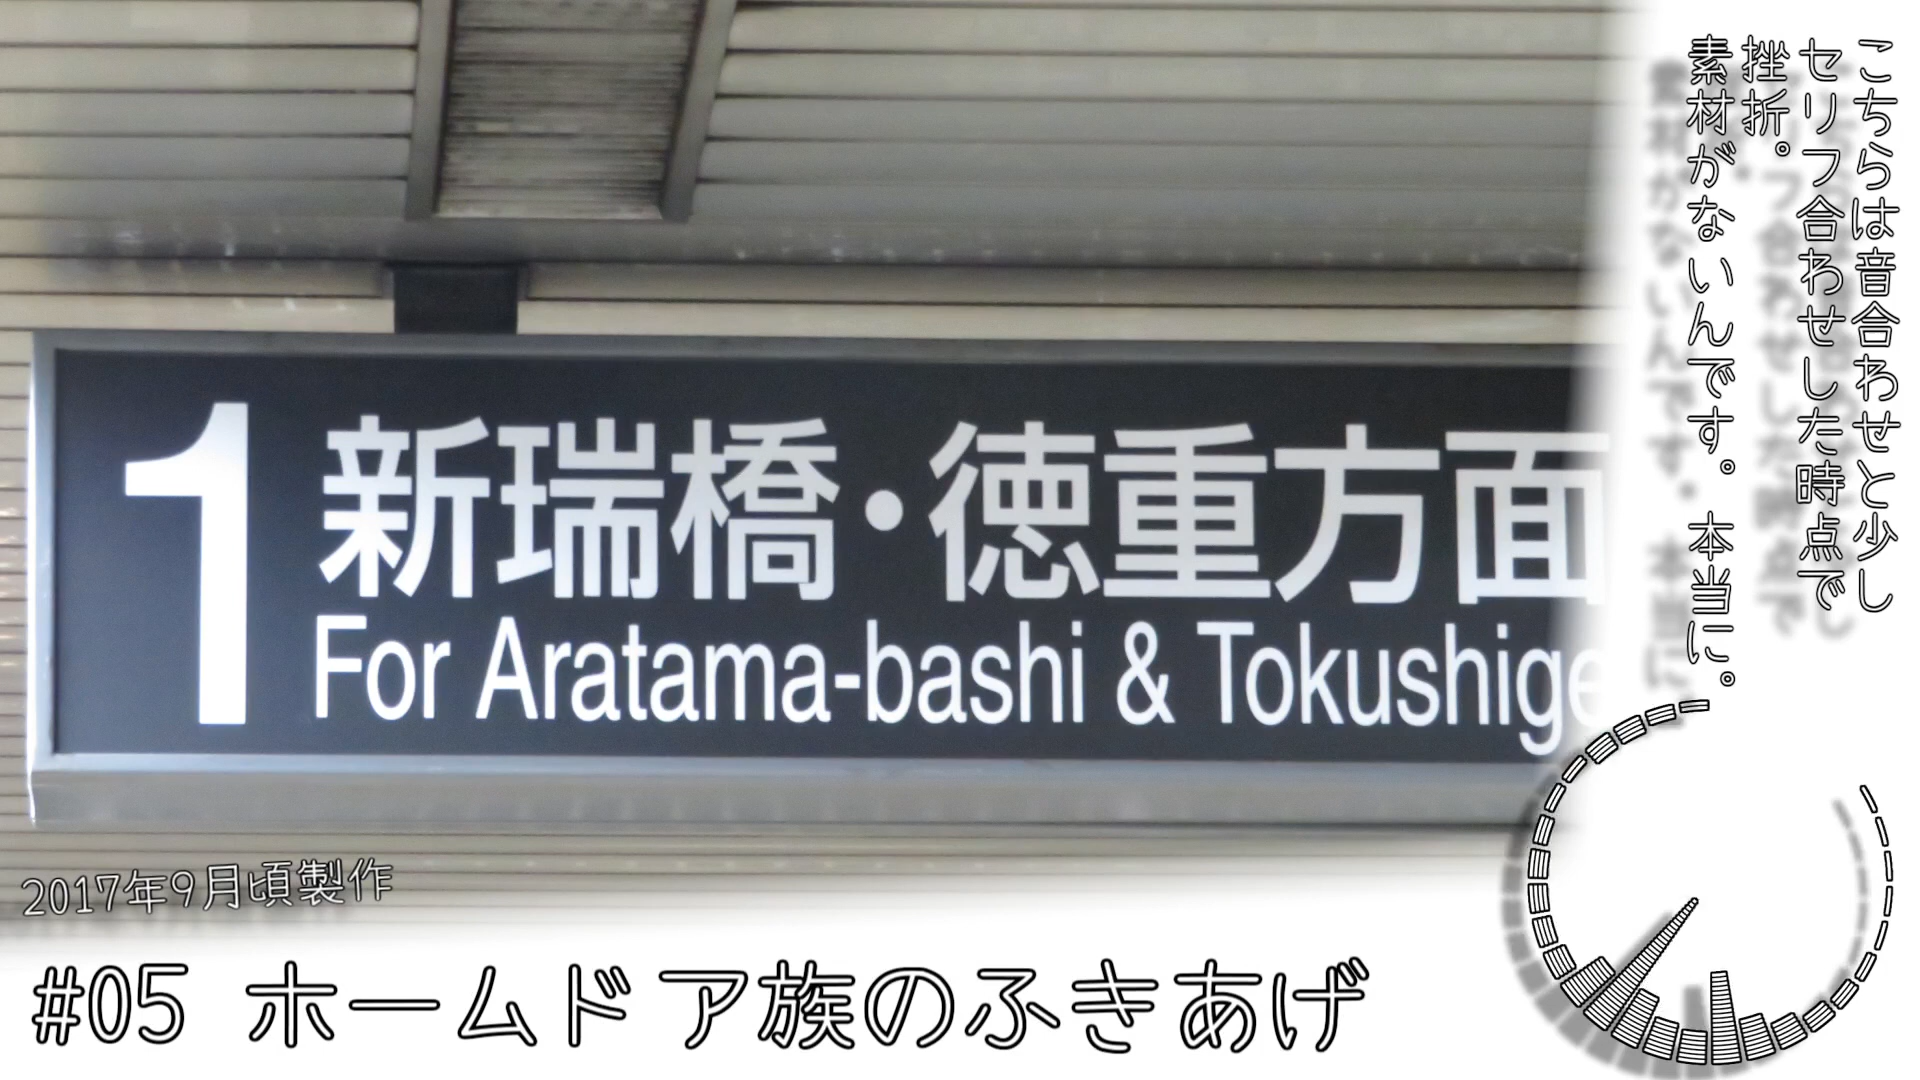 こちらは音合わせと少し
セリフ合わせした時点で
挫折。
素材がないんです。本当に。
1 新瑞橋・徳重方面
For Aratama-bashi & Tokushige
2017年9月頃製作
#05 ホームドア族のふきあげ